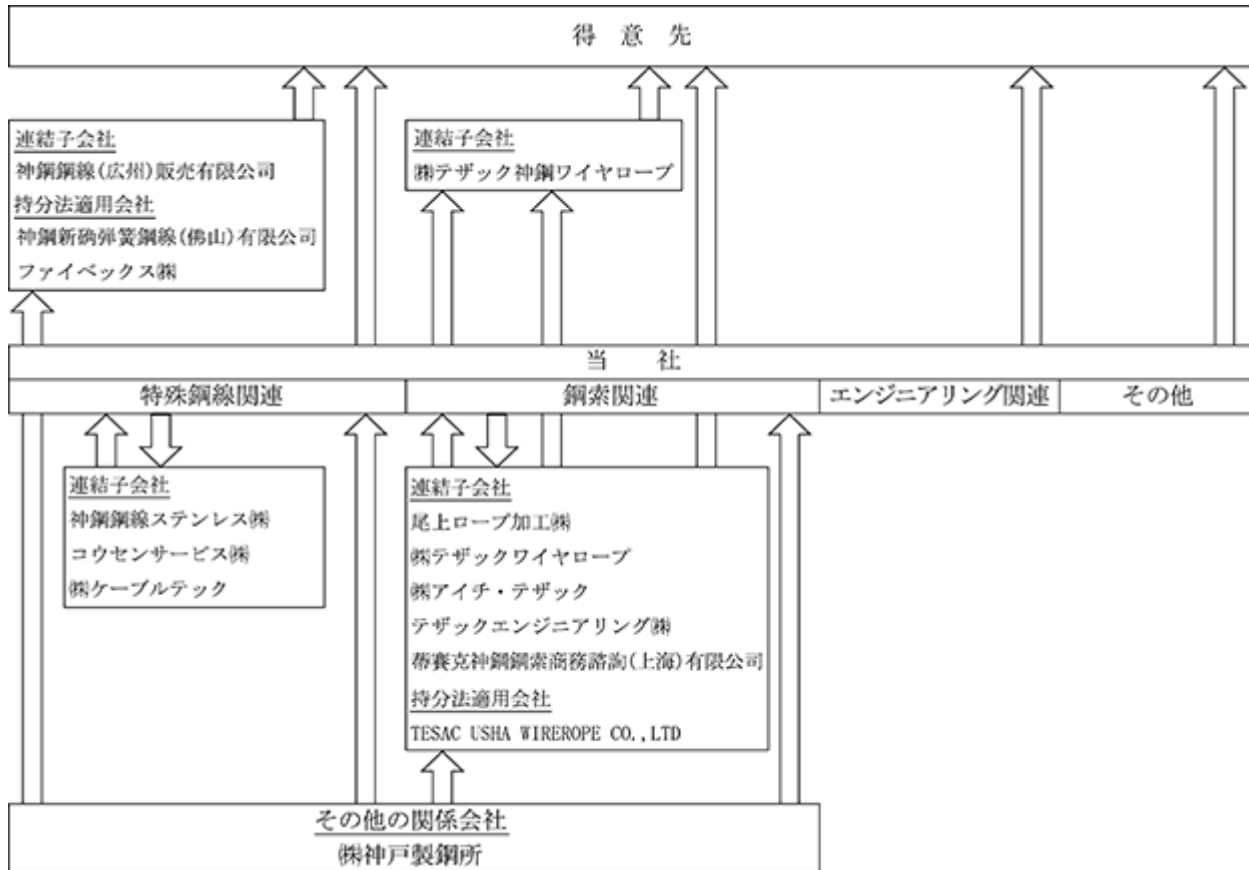 得意先
連結子会社
神鋼鋼線(広州)販売有限公司
持分法適用会社
神鋼新确弾簧鋼線(佛山)有限公司
ファイベックス㈱
連結子会社
㈱テザック神鋼ワイヤロープ
当社
特殊鋼線関連
鋼索関連
エンジニアリング関連
その他
連結子会社
神鋼鋼線ステンレス㈱
コウセンサービス㈱
㈱ケーブルテック
連結子会社
尾上ロープ加工㈱
㈱テザックワイヤロープ
㈱アイチ・テザック
テザックエンジニアリング㈱
蔕賽克神鋼鋼索商務諮詢(上海)有限公司
持分法適用会社
TESAC USHA WIREROPE CO.,LTD
その他の関係会社
㈱神戸製鋼所